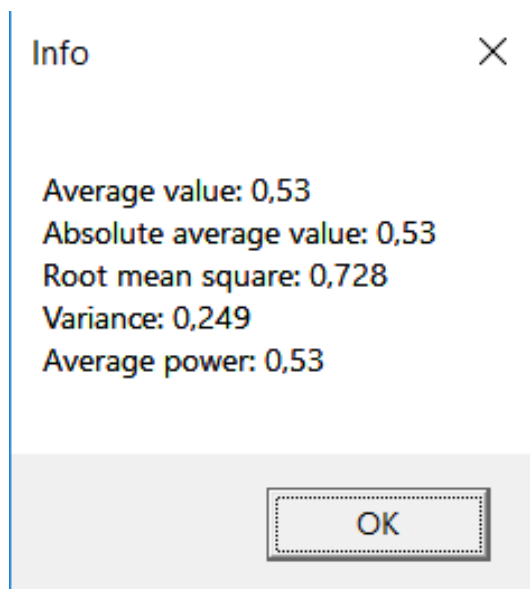 Info
Average value: 0,53
Absolute average value: 0,53
Root mean square: 0,728
Variance: 0,249
Average power: 0,53
OK